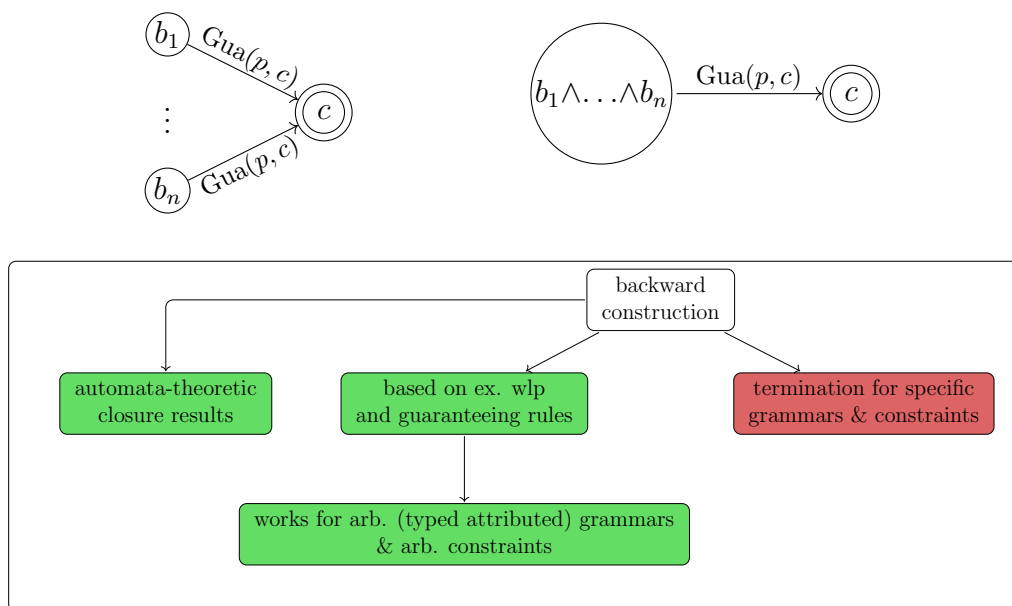 b₁
Gua(p, c)
⋮
c
Gua(p, c)
bₙ
b₁∧...∧bₙ
Gua(p, c)
c
backward
construction
automata-theoretic
closure results
based on ex. wlp
and guaranteeing rules
termination for specific
grammars & constraints
works for arb. (typed attributed) grammars
& arb. constraints